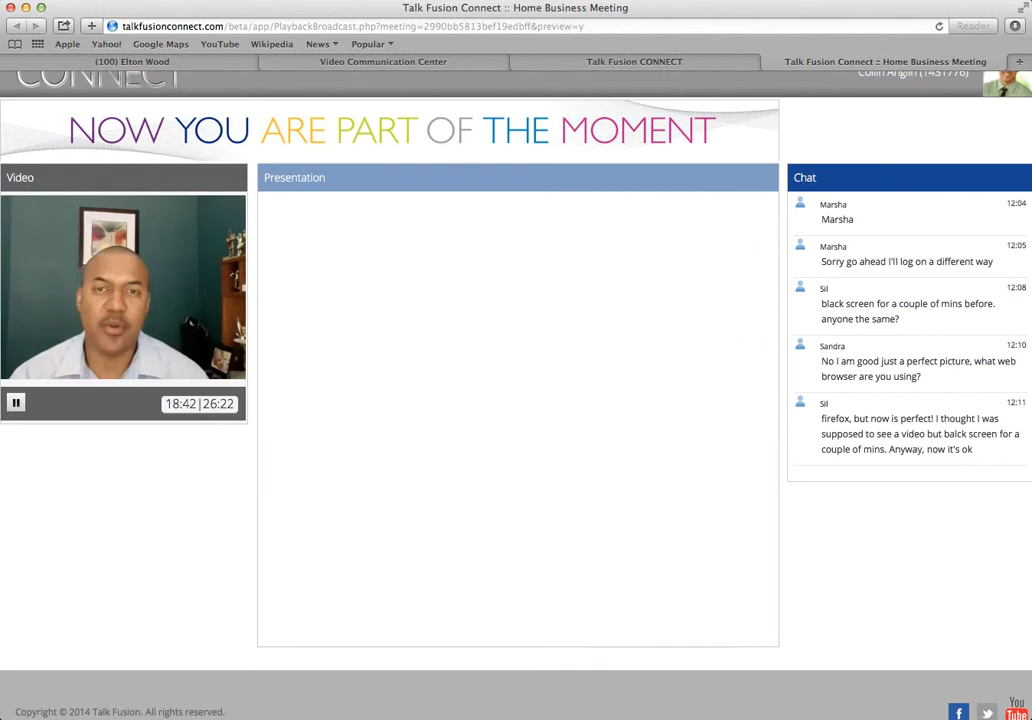 Talk Fusion Connect :: Home Business Meeting
talkfusionconnect.com/beta/app/PlaybackBroadcast.php?meeting=2990bb5813bef19edbff&preview=y
Reader
Apple Yahoo! Google Maps YouTube Wikipedia News Popular
(100) Elton Wood
Video Communication Center
Talk Fusion CONNECT
Talk Fusion Connect :: Home Business Meeting
CONNECT
Collin Anglin (1431776)
NOW YOU ARE PART OF THE MOMENT
Video
Presentation
Chat
18:42|26:22
Marsha 12:04
Marsha
Marsha 12:05
Sorry go ahead I'll log on a different way
Sil 12:08
black screen for a couple of mins before.
anyone the same?
Sandra 12:10
No I am good just a perfect picture, what web
browser are you using?
Sil 12:11
firefox, but now is perfect! I thought I was
supposed to see a video but balck screen for a
couple of mins. Anyway, now it's ok
Copyright © 2014 Talk Fusion. All rights reserved.
You
Tube